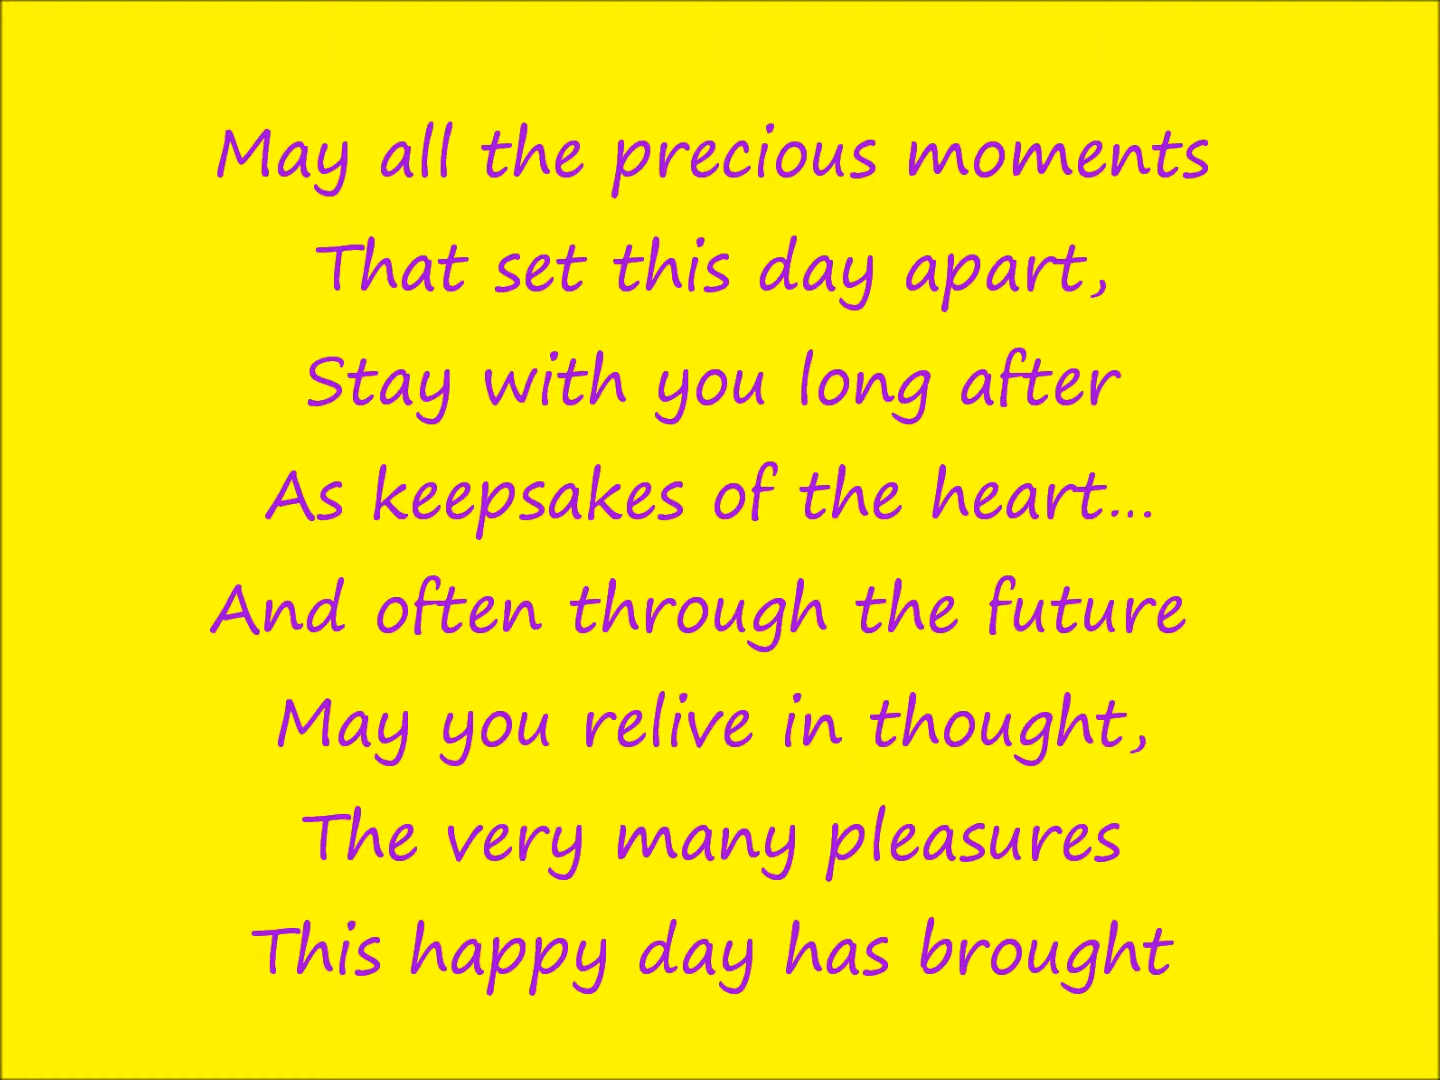 May all the precious moments
That set this day apart,
Stay with you long after
As keepsakes of the heart...
And often through the future
May you relive in thought,
The very many pleasures
This happy day has brought